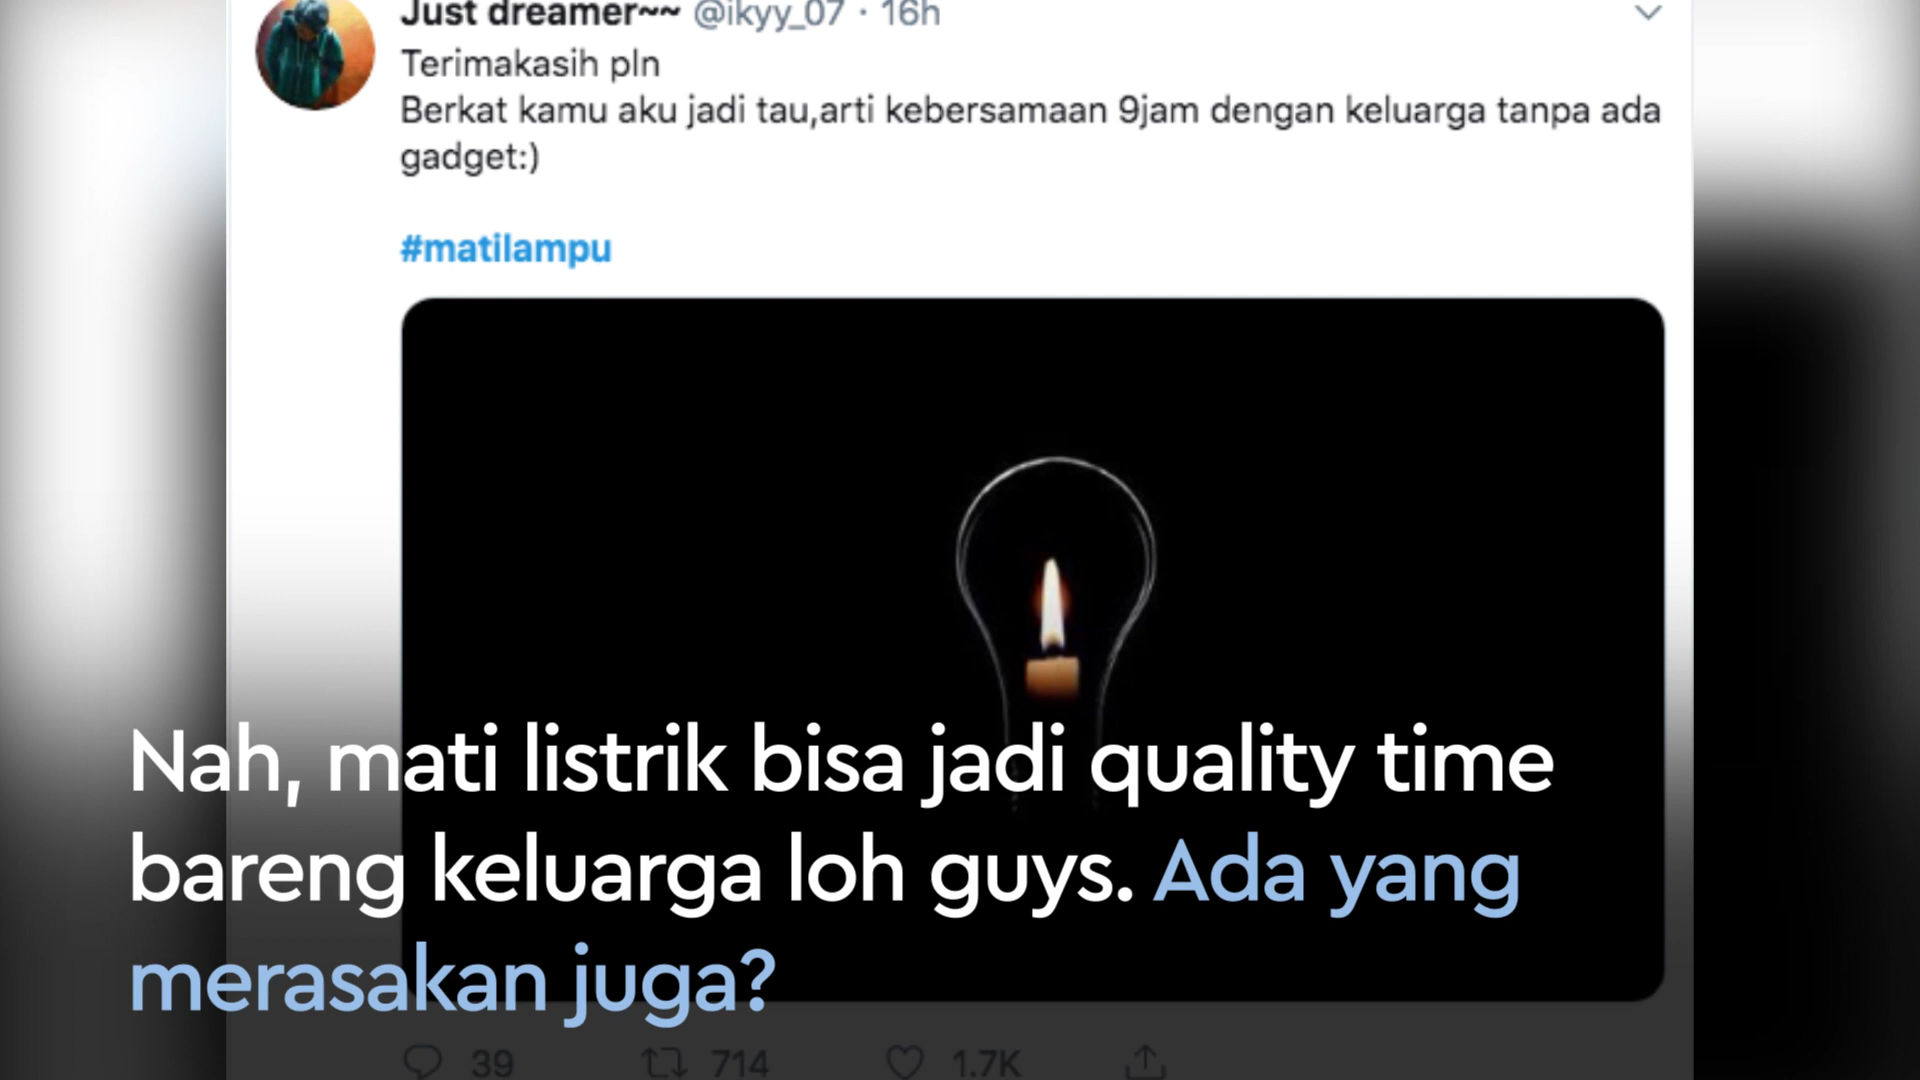 Just dreamer~~ @ikyy_07 · 16h
Terimakasih pln
Berkat kamu aku jadi tau,arti kebersamaan 9jam dengan keluarga tanpa ada
gadget:)
#matilampu
Nah, mati listrik bisa jadi quality time
bareng keluarga loh guys. Ada yang
merasakan juga?
39 714 1.7K